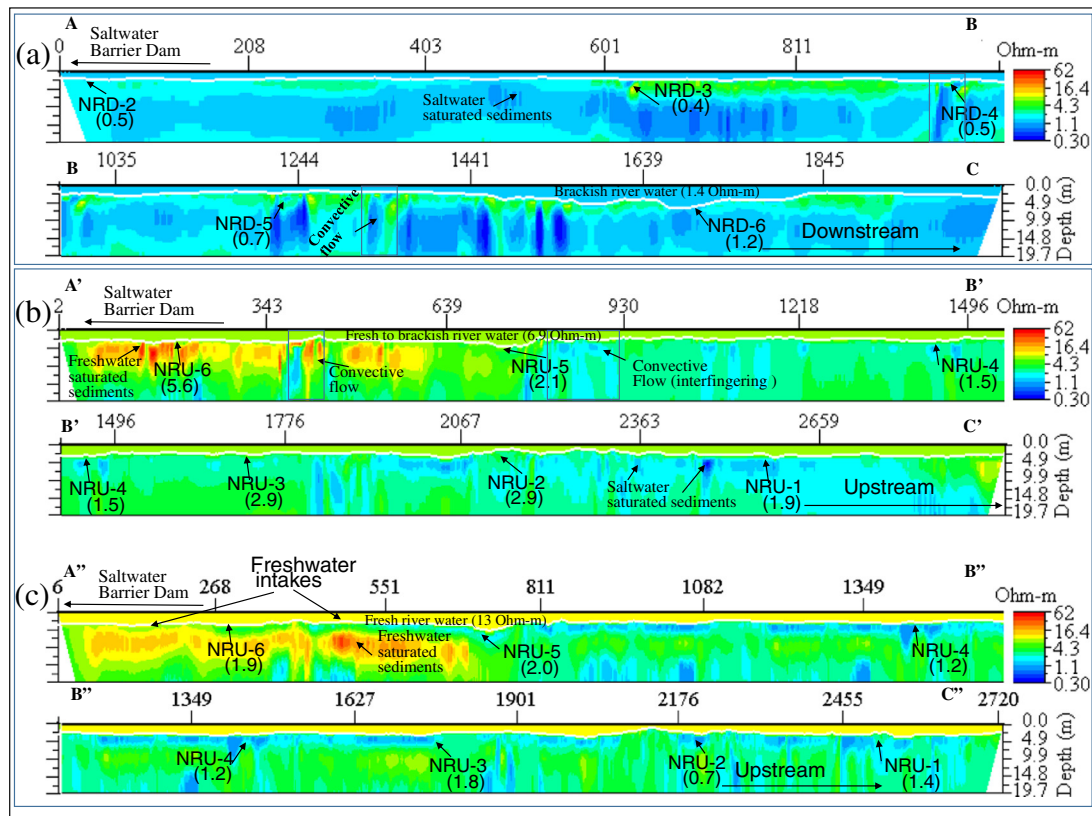 (a)
A
Saltwater
Barrier Dam
B
0 208 403 601 811
Ohm-m
62
16.4
4.3
1.1
0.30
NRD-2
(0.5)
Saltwater
saturated sediments
NRD-3
(0.4)
NRD-4
(0.5)
B
C
1035 1244 1441 1639 1845
0.0
4.9
9.9
14.8
19.7
Depth (m)
Brackish river water (1.4 Ohm-m)
NRD-5
(0.7)
Convective
flow
NRD-6
(1.2)
Downstream
(b)
A’
Saltwater
Barrier Dam
B’
2 343 639 930 1218 1496
Ohm-m
62
16.4
4.3
1.1
0.30
Fresh to brackish river water (6.9 Ohm-m)
Freshwater
saturated
sediments
NRU-6
(5.6)
Convective
flow
NRU-5
(2.1)
Convective
Flow (interfingering )
NRU-4
(1.5)
B’
C’
1496 1776 2067 2363 2659
0.0
4.9
9.9
14.8
19.7
Depth (m)
NRU-4
(1.5)
NRU-3
(2.9)
NRU-2
(2.9)
Saltwater
saturated sediments
NRU-1
(1.9)
Upstream
(c)
A’’
Saltwater
Barrier Dam
Freshwater
intakes
B’’
6 268 551 811 1082 1349
Ohm-m
62
16.4
4.3
1.1
0.30
Fresh river water (13 Ohm-m)
NRU-6
(1.9)
Freshwater
saturated
sediments
NRU-5
(2.0)
NRU-4
(1.2)
B’’
C’’
1349 1627 1901 2176 2455 2720
0.0
4.9
9.9
14.8
19.7
Depth (m)
NRU-4
(1.2)
NRU-3
(1.8)
NRU-2
(0.7)
Upstream
NRU-1
(1.4)